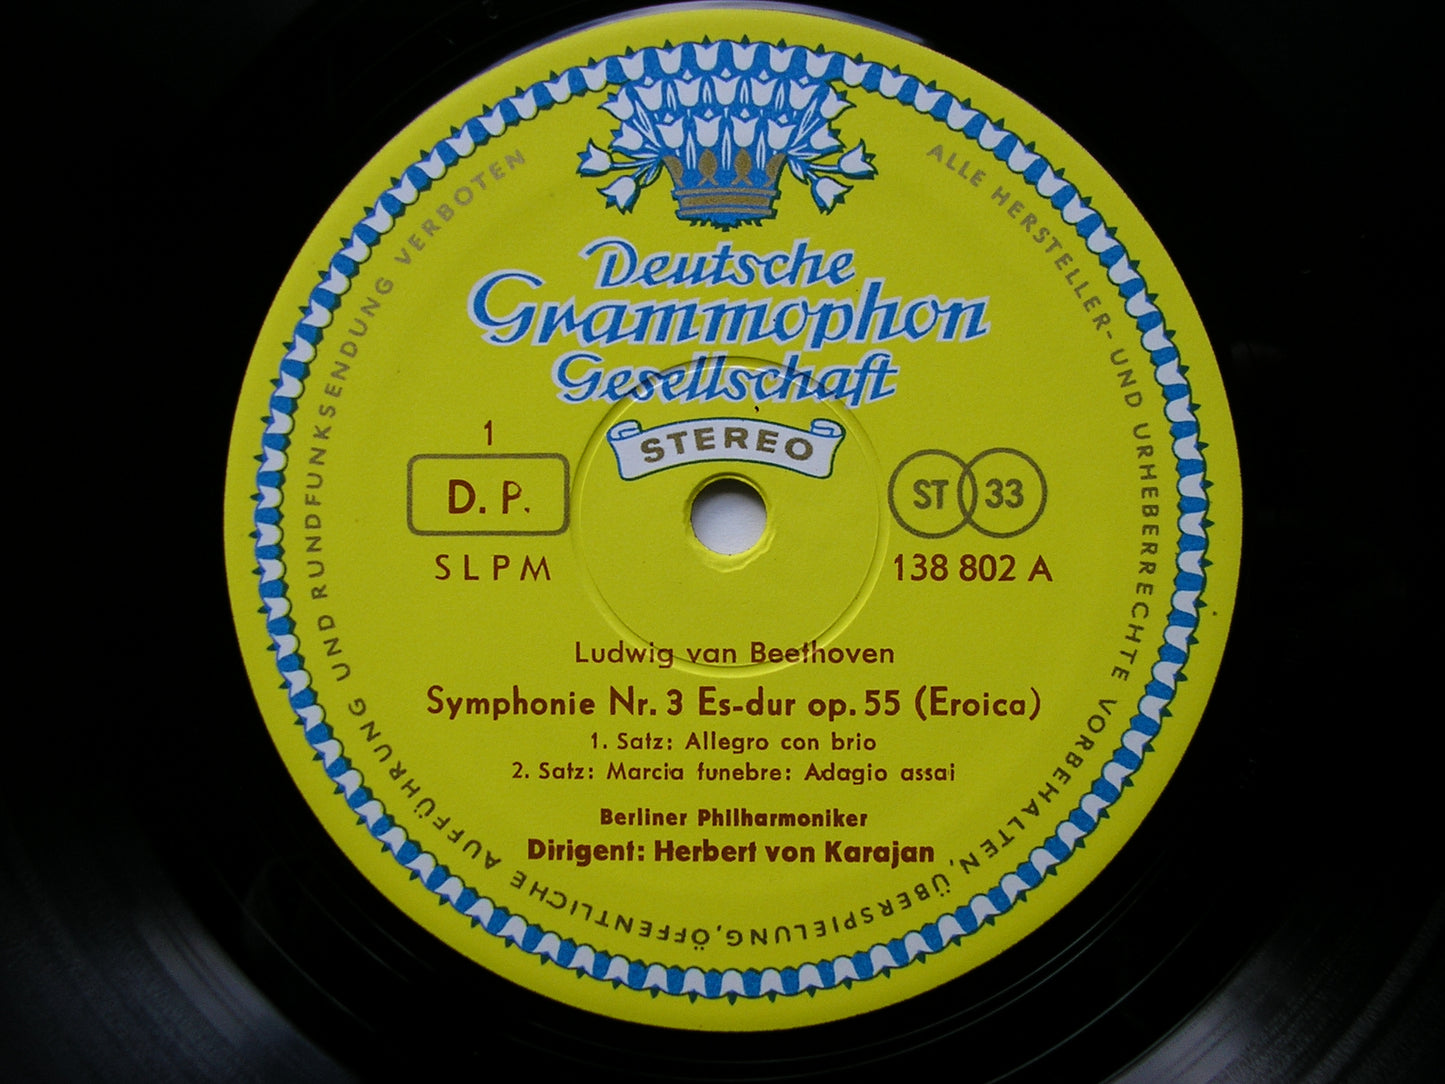 Deutsche
Grammophon
Gesellschaft
STEREO
1
D. P.
SLPM
ST 33
138 802 A
Ludwig van Beethoven
Symphonie Nr. 3 Es-dur op. 55 (Eroica)
1. Satz: Allegro con brio
2. Satz: Marcia funebre: Adagio assai
Berliner Philharmoniker
Dirigent: Herbert von Karajan
ALLE HERSTELLER- UND URHEBERRECHTE VORBEHALTEN, ÜBERSPIELUNG, ÖFFENTLICHE AUFFÜHRUNG UND RUNDFUNKSENDUNG VERBOTEN